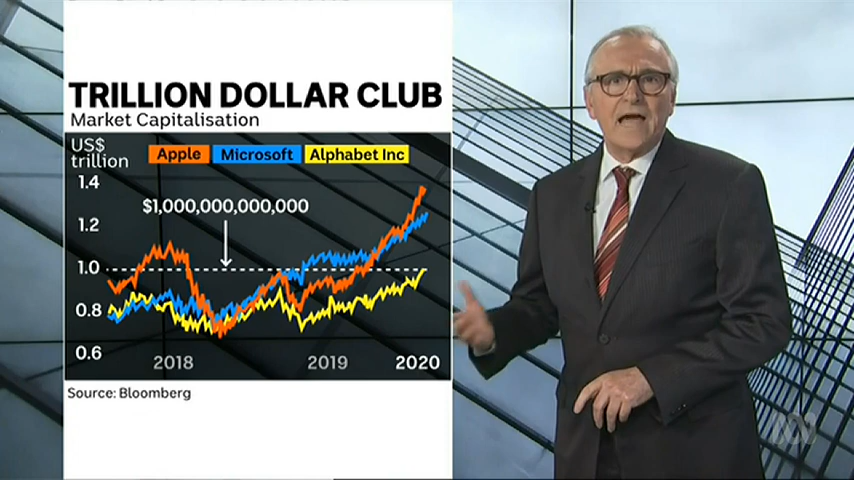 TRILLION DOLLAR CLUB
Market Capitalisation
US$
trillion
Apple Microsoft Alphabet Inc
1.4
$1,000,000,000,000
1.2
1.0
0.8
0.6
2018 2019 2020
Source: Bloomberg